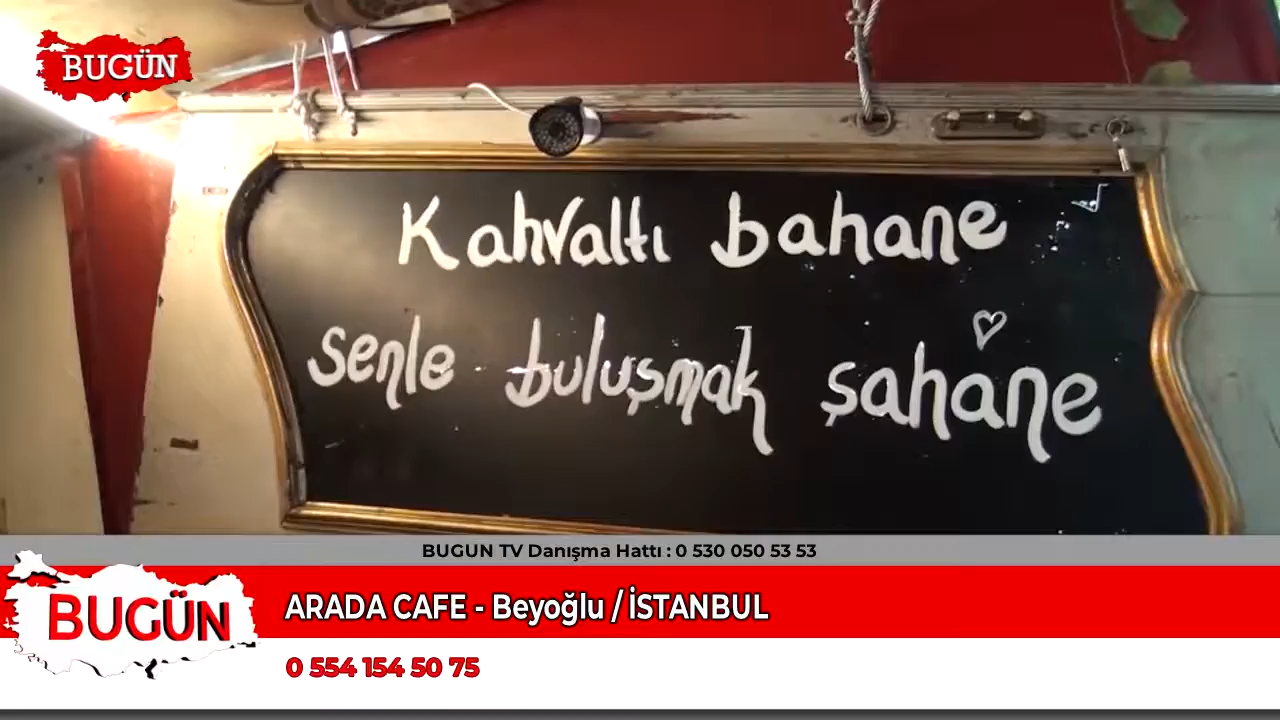 BUGÜN
Kahvaltı bahane
senle buluşmak şahane
BUGUN TV Danışma Hattı : 0 530 050 53 53
BUGÜN
ARADA CAFE - Beyoğlu / İSTANBUL
0 554 154 50 75